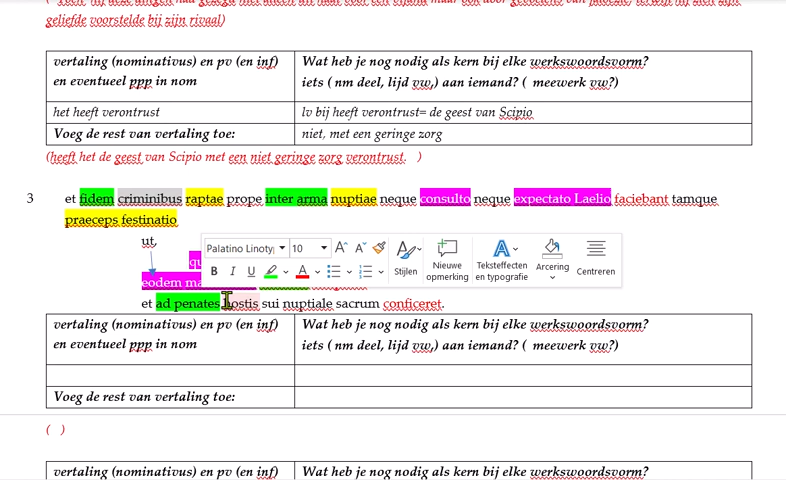 geliefde voorstelde bij zijn rivaal)
vertaling (nominativus) en pv (en inf)
en eventueel ppp in nom
Wat heb je nog nodig als kern bij elke werkswoordsvorm?
iets ( nm deel, lijd vw,) aan iemand? ( meewerk vw?)
het heeft verontrust
lv bij heeft verontrust= de geest van Scipio
Voeg de rest van vertaling toe:
niet, met een geringe zorg
(heeft het de geest van Scipio met een niet geringe zorg verontrust. )
3 et fidem criminibus raptae prope inter arma nuptiae neque consulto neque expectato Laelio faciebant tamque
praeceps festinatio
ut,
qu
Palatino Linoty 10
B I U A
Stijlen
Nieuwe opmerking
Teksteffecten en typografie
Arcering
Centreren
eodem ma
et ad penates hostis sui nuptiale sacrum conficeret.
vertaling (nominativus) en pv (en inf)
en eventueel ppp in nom
Wat heb je nog nodig als kern bij elke werkswoordsvorm?
iets ( nm deel, lijd vw,) aan iemand? ( meewerk vw?)
Voeg de rest van vertaling toe:
( )
vertaling (nominativus) en pv (en inf)
Wat heb je nog nodig als kern bij elke werkswoordsvorm?